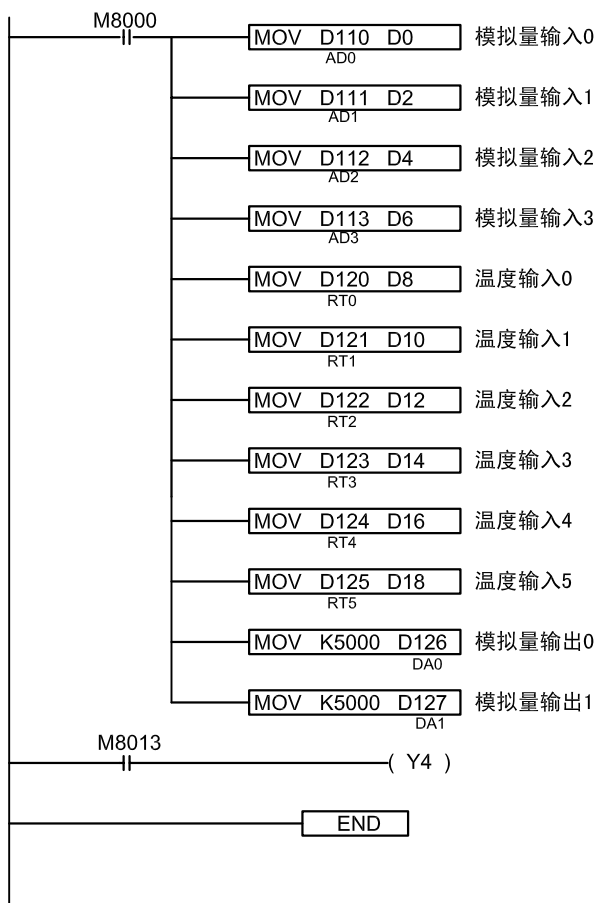 M8000
MOV D110 D0 模拟量输入0
AD0
MOV D111 D2 模拟量输入1
AD1
MOV D112 D4 模拟量输入2
AD2
MOV D113 D6 模拟量输入3
AD3
MOV D120 D8 温度输入0
RT0
MOV D121 D10 温度输入1
RT1
MOV D122 D12 温度输入2
RT2
MOV D123 D14 温度输入3
RT3
MOV D124 D16 温度输入4
RT4
MOV D125 D18 温度输入5
RT5
MOV K5000 D126 模拟量输出0
DA0
MOV K5000 D127 模拟量输出1
DA1
M8013
( Y4 )
END